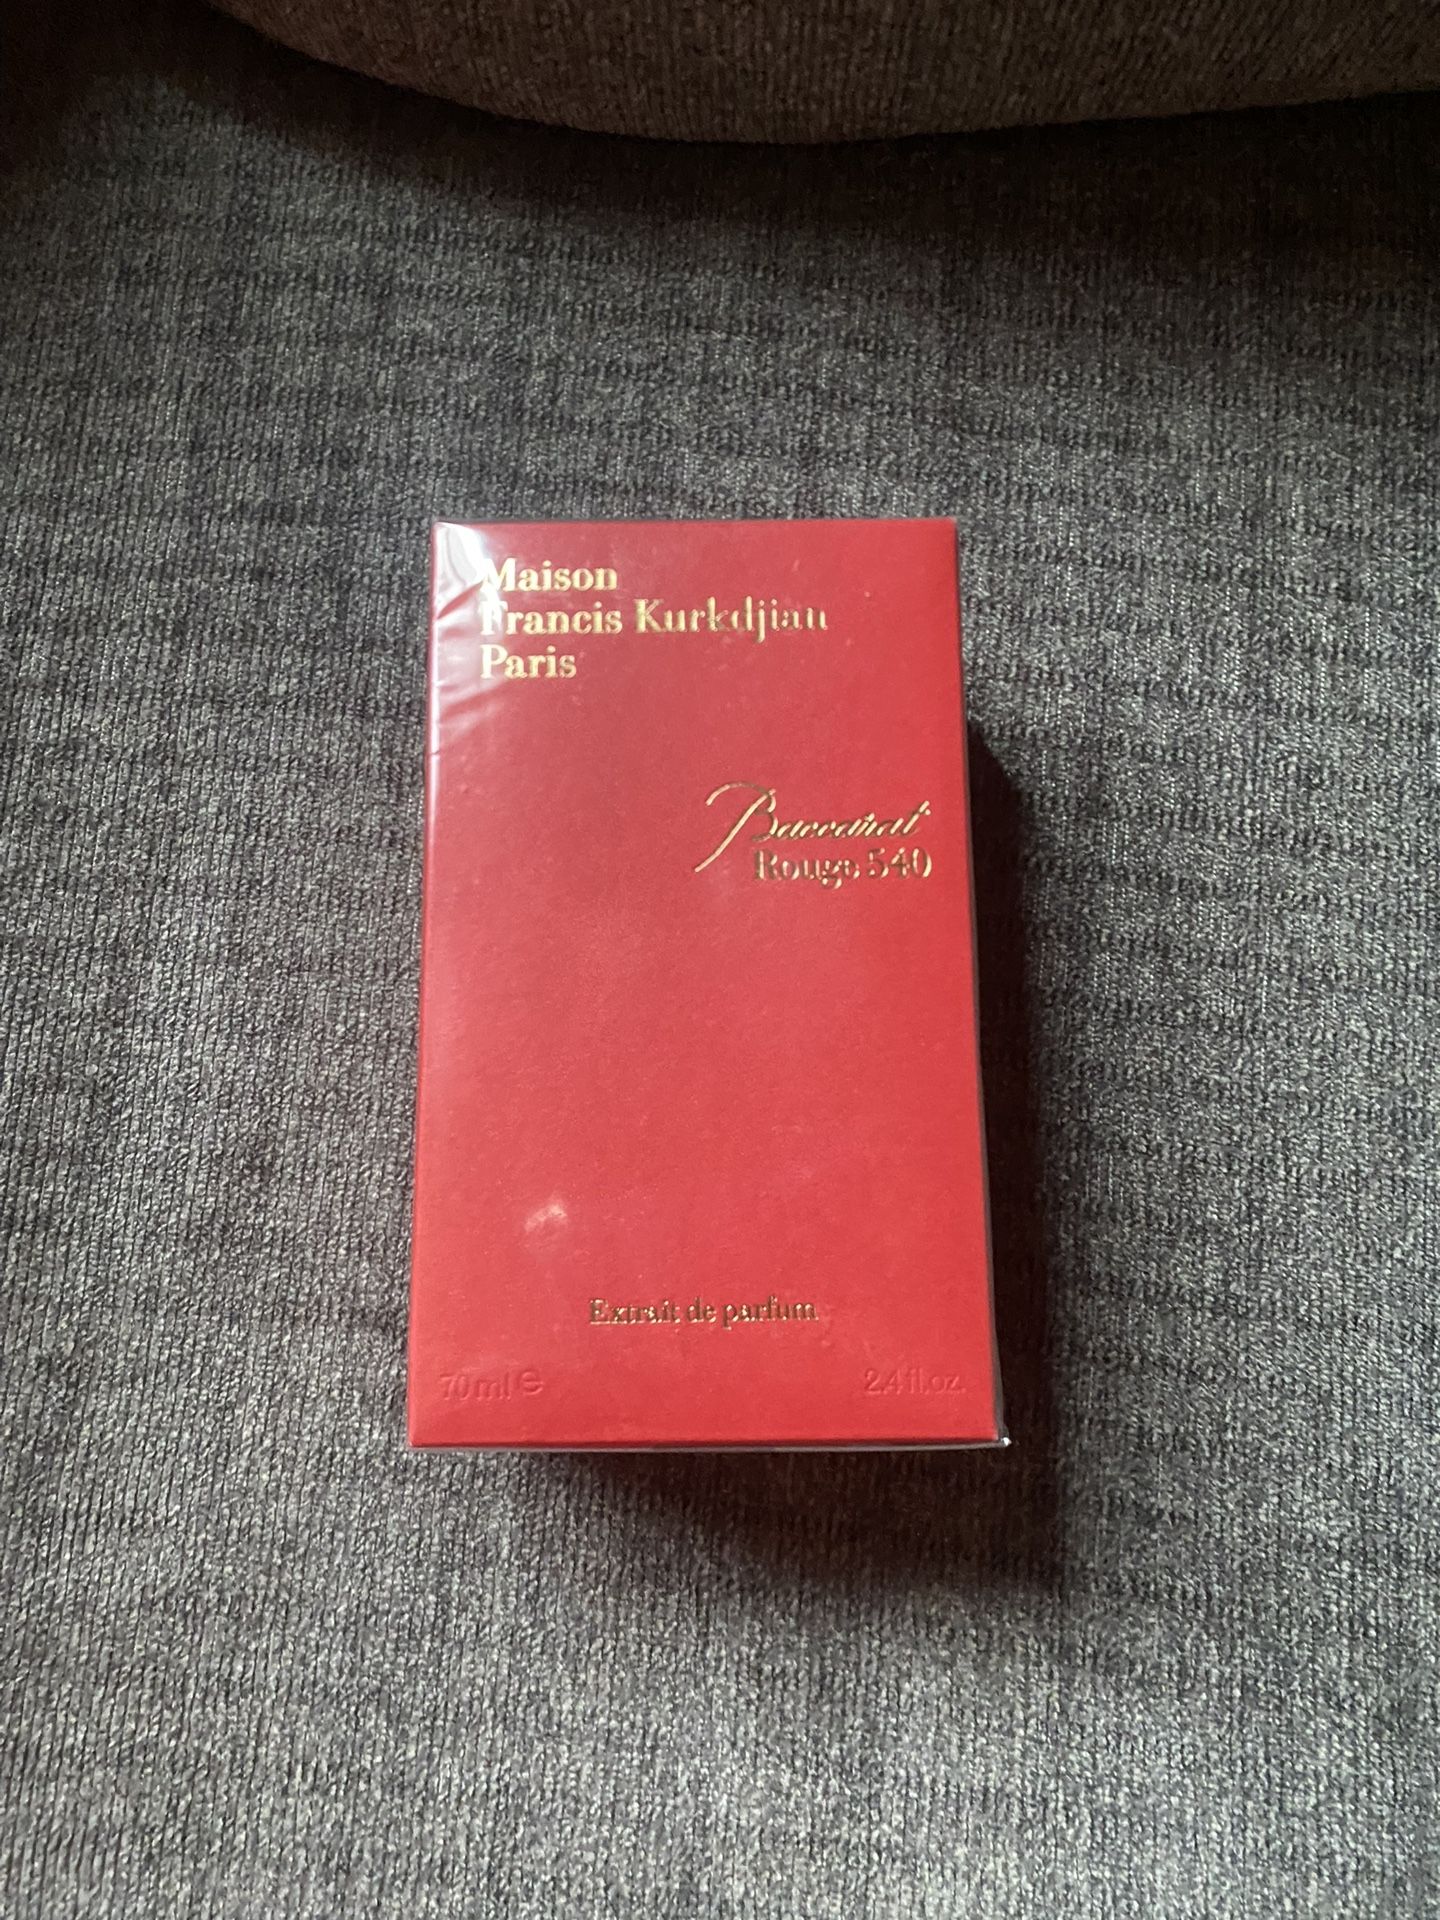 Maison
Francis Kurkdjian
Paris
Baccarat
Rouge 540
Extrait de parfum
70 ml ℮ 2.4 fl.oz.